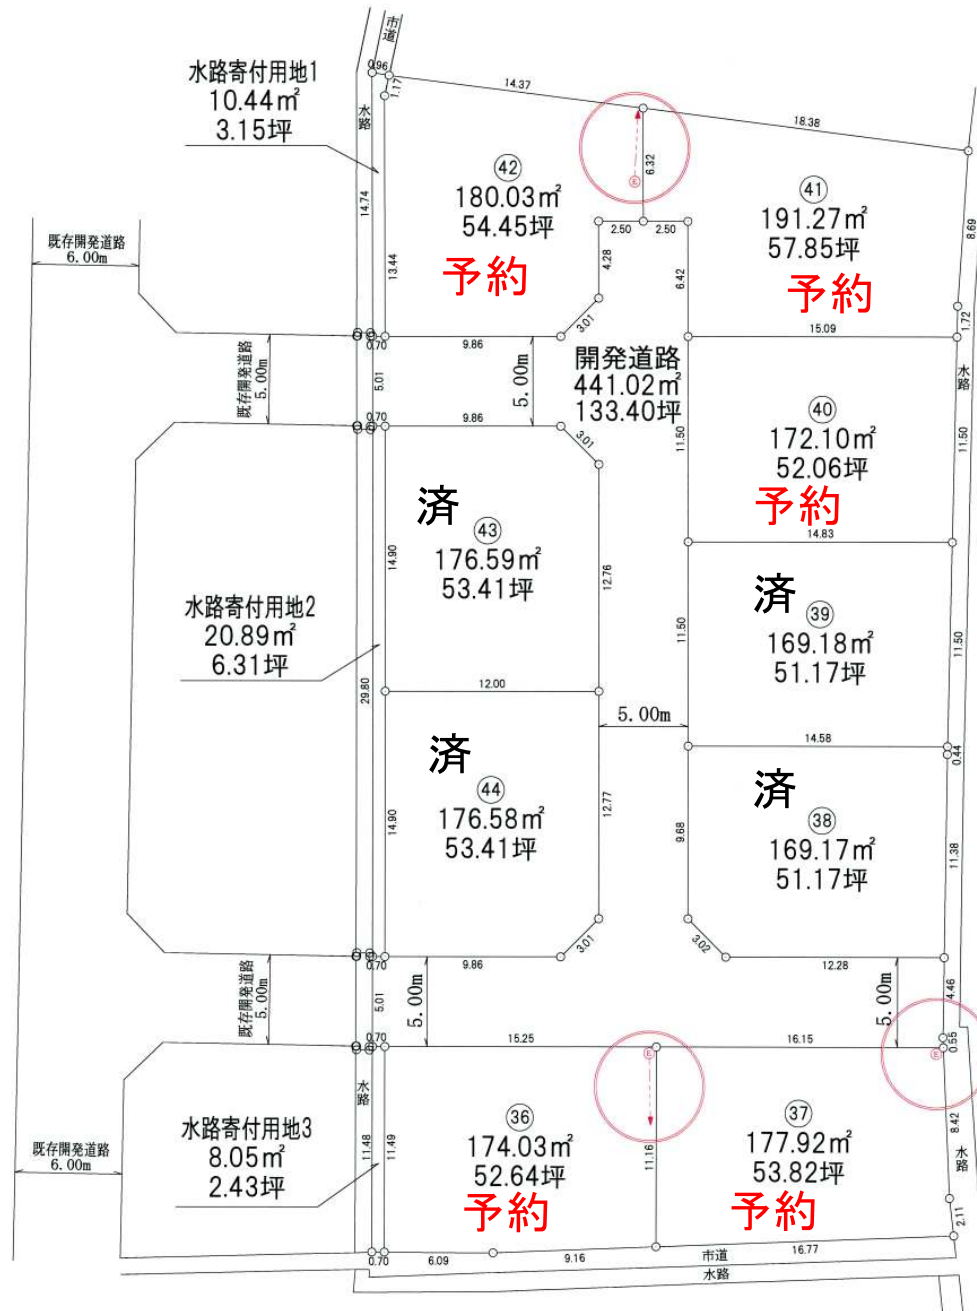 市道
0.96
水路寄付用地1
10.44㎡
3.15坪
1.17
水路
14.37
18.38
6.32
Ⓔ
㊷
180.03㎡
54.45坪
予約
㊶
191.27㎡
57.85坪
予約
14.74
13.44
2.50
2.50
4.28
6.42
8.69
既存開発道路
6.00m
3.01
1.72
0.70
9.86
15.09
開発道路
441.02㎡
133.40坪
既存開発道路
5.00m
5.01
5.00m
水路
0.70
9.86
3.01
11.50
㊵
172.10㎡
52.06坪
予約
11.50
14.83
済
㊸
176.59㎡
53.41坪
14.90
12.76
済
㊴
169.18㎡
51.17坪
11.50
11.50
水路寄付用地2
20.89㎡
6.31坪
29.80
12.00
5.00m
14.58
0.44
済
㊹
176.58㎡
53.41坪
14.90
12.77
済
㊳
169.17㎡
51.17坪
9.68
11.38
3.01
3.02
0.70
9.86
12.28
既存開発道路
5.00m
5.01
5.00m
5.00m
4.46
0.55
0.70
15.25
16.15
Ⓔ
Ⓔ
水路
水路寄付用地3
8.05㎡
2.43坪
11.48
11.49
㊱
174.03㎡
52.64坪
予約
11.16
㊲
177.92㎡
53.82坪
予約
8.42
水路
2.11
既存開発道路
6.00m
0.70
6.09
9.16
市道
16.77
水路